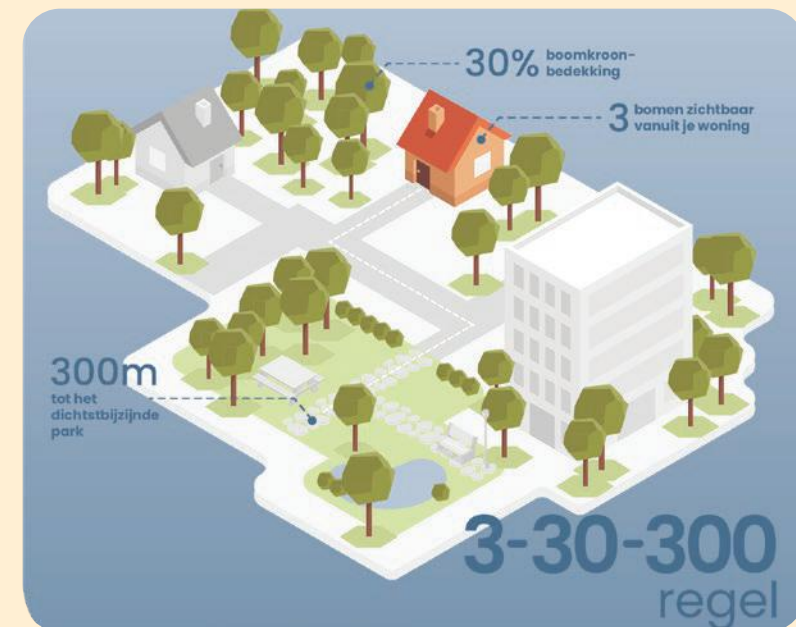 30% boomkroon-
bedekking
3 bomen zichtbaar
vanuit je woning
300m
tot het
dichtstbijzijnde
park
3-30-300
regel